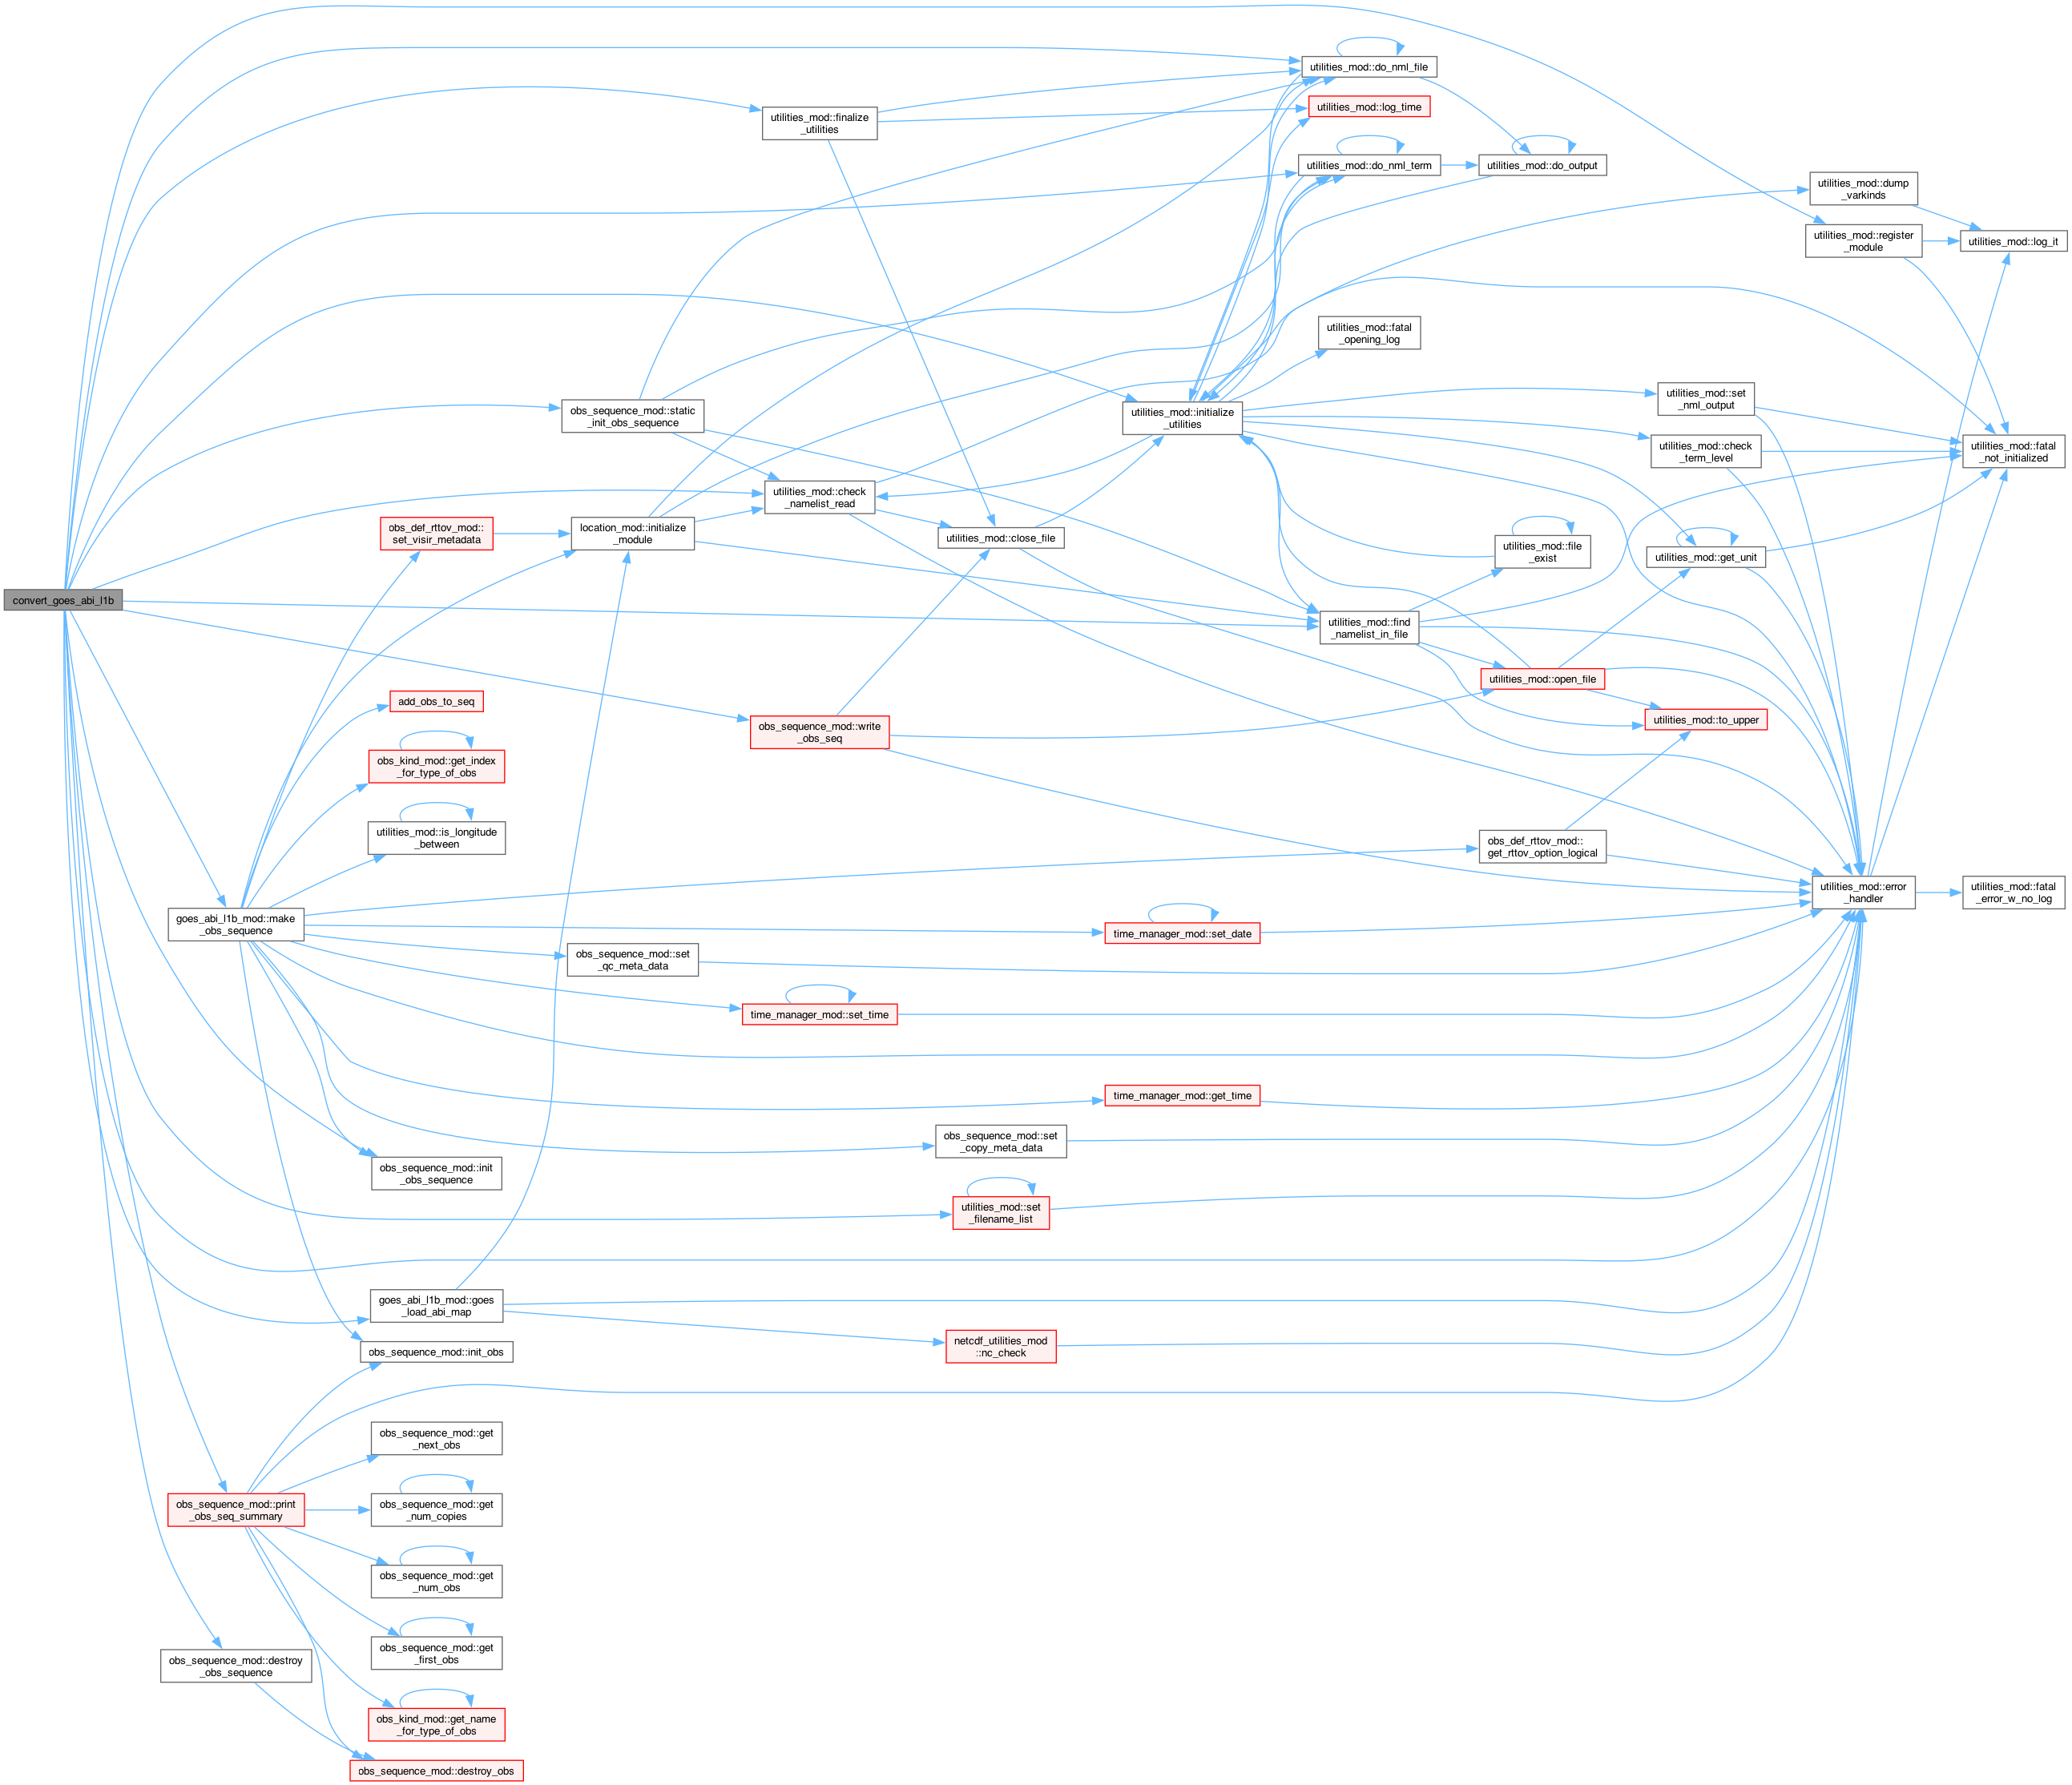 convert_goes_abi_l1b
utilities_mod::finalize
_utilities
obs_sequence_mod::static
_init_obs_sequence
obs_def_rttov_mod::
set_visir_metadata
location_mod::initialize
_module
utilities_mod::check
_namelist_read
utilities_mod::close_file
add_obs_to_seq
obs_kind_mod::get_index
_for_type_of_obs
utilities_mod::is_longitude
_between
goes_abi_l1b_mod::make
_obs_sequence
obs_sequence_mod::write
_obs_seq
obs_sequence_mod::set
_qc_meta_data
time_manager_mod::set_time
time_manager_mod::set_date
time_manager_mod::get_time
obs_sequence_mod::set
_copy_meta_data
obs_sequence_mod::init
_obs_sequence
utilities_mod::set
_filename_list
goes_abi_l1b_mod::goes
_load_abi_map
netcdf_utilities_mod
::nc_check
obs_sequence_mod::init_obs
obs_sequence_mod::get
_next_obs
obs_sequence_mod::print
_obs_seq_summary
obs_sequence_mod::get
_num_copies
obs_sequence_mod::get
_num_obs
obs_sequence_mod::get
_first_obs
obs_sequence_mod::destroy
_obs_sequence
obs_kind_mod::get_name
_for_type_of_obs
obs_sequence_mod::destroy_obs
utilities_mod::do_nml_file
utilities_mod::log_time
utilities_mod::do_nml_term
utilities_mod::do_output
utilities_mod::dump
_varkinds
utilities_mod::register
_module
utilities_mod::log_it
utilities_mod::fatal
_opening_log
utilities_mod::initialize
_utilities
utilities_mod::set
_nml_output
utilities_mod::check
_term_level
utilities_mod::fatal
_not_initialized
utilities_mod::file
_exist
utilities_mod::get_unit
utilities_mod::find
_namelist_in_file
utilities_mod::open_file
utilities_mod::to_upper
obs_def_rttov_mod::
get_rttov_option_logical
utilities_mod::error
_handler
utilities_mod::fatal
_error_w_no_log